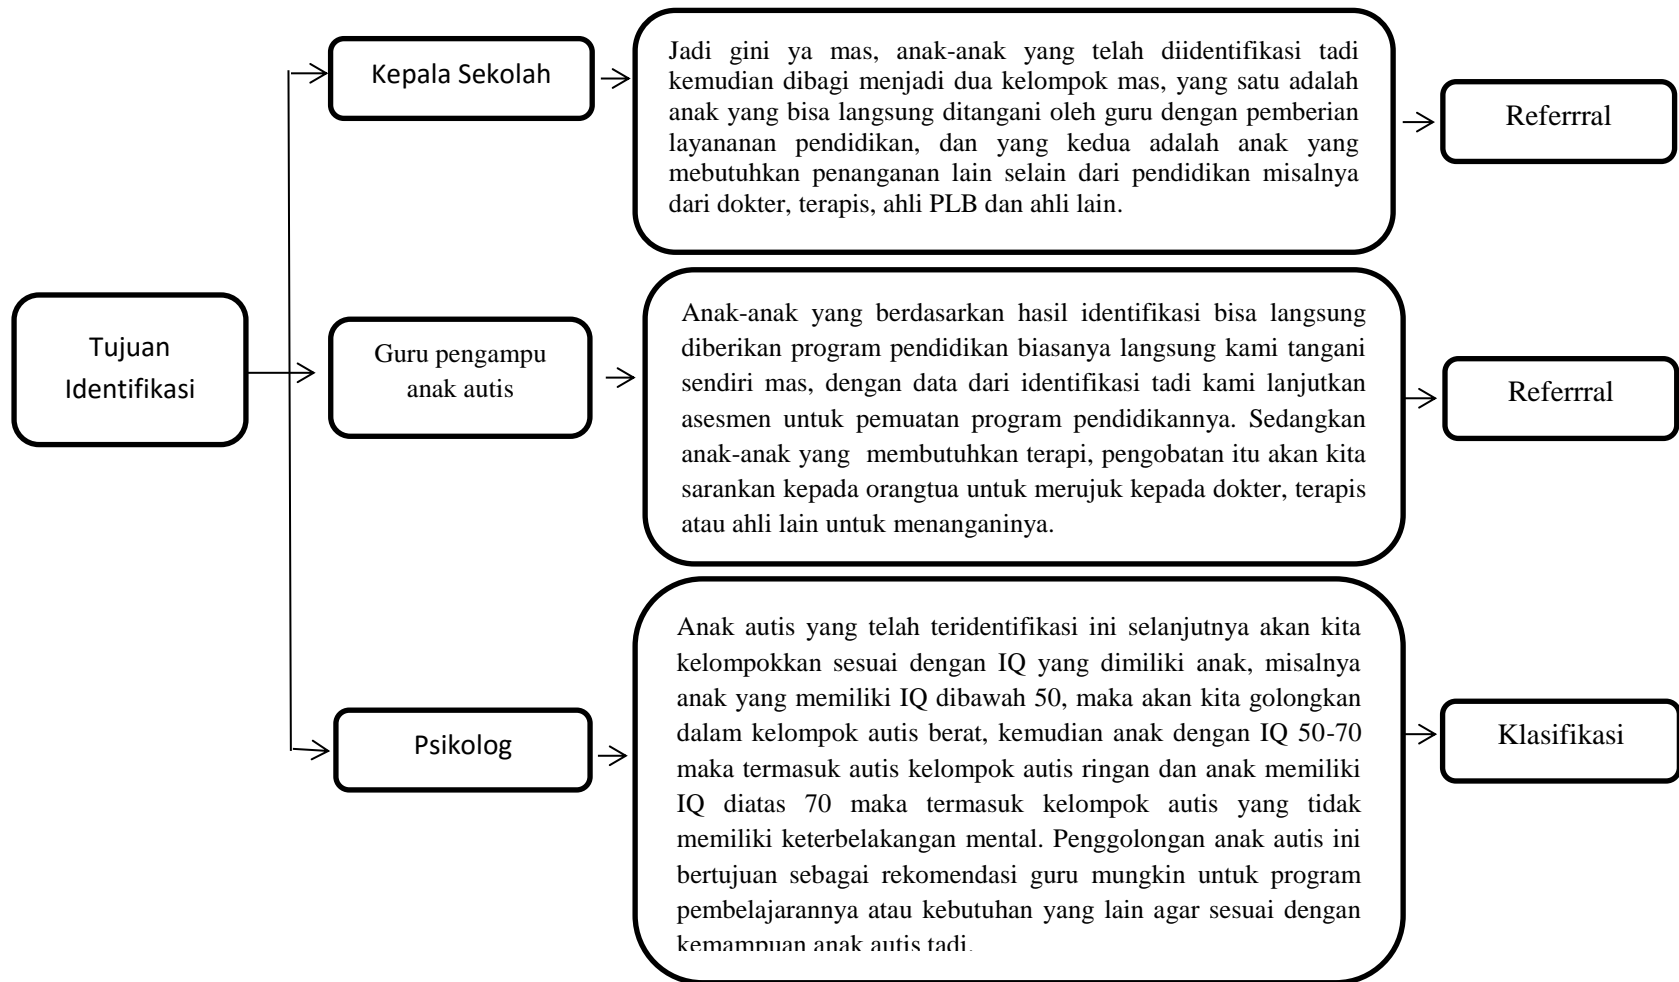 Tujuan
Identifikasi
Kepala Sekolah
Jadi gini ya mas, anak-anak yang telah diidentifikasi tadi
kemudian dibagi menjadi dua kelompok mas, yang satu adalah
anak yang bisa langsung ditangani oleh guru dengan pemberian
layananan pendidikan, dan yang kedua adalah anak yang
mebutuhkan penanganan lain selain dari pendidikan misalnya
dari dokter, terapis, ahli PLB dan ahli lain.
Referrral
Guru pengampu
anak autis
Anak-anak yang berdasarkan hasil identifikasi bisa langsung
diberikan program pendidikan biasanya langsung kami tangani
sendiri mas, dengan data dari identifikasi tadi kami lanjutkan
asesmen untuk pemuatan program pendidikannya. Sedangkan
anak-anak yang membutuhkan terapi, pengobatan itu akan kita
sarankan kepada orangtua untuk merujuk kepada dokter, terapis
atau ahli lain untuk menanganinya.
Referrral
Psikolog
Anak autis yang telah teridentifikasi ini selanjutnya akan kita
kelompokkan sesuai dengan IQ yang dimiliki anak, misalnya
anak yang memiliki IQ dibawah 50, maka akan kita golongkan
dalam kelompok autis berat, kemudian anak dengan IQ 50-70
maka termasuk autis kelompok autis ringan dan anak memiliki
IQ diatas 70 maka termasuk kelompok autis yang tidak
memiliki keterbelakangan mental. Penggolongan anak autis ini
bertujuan sebagai rekomendasi guru mungkin untuk program
pembelajarannya atau kebutuhan yang lain agar sesuai dengan
kemampuan anak autis tadi.
Klasifikasi